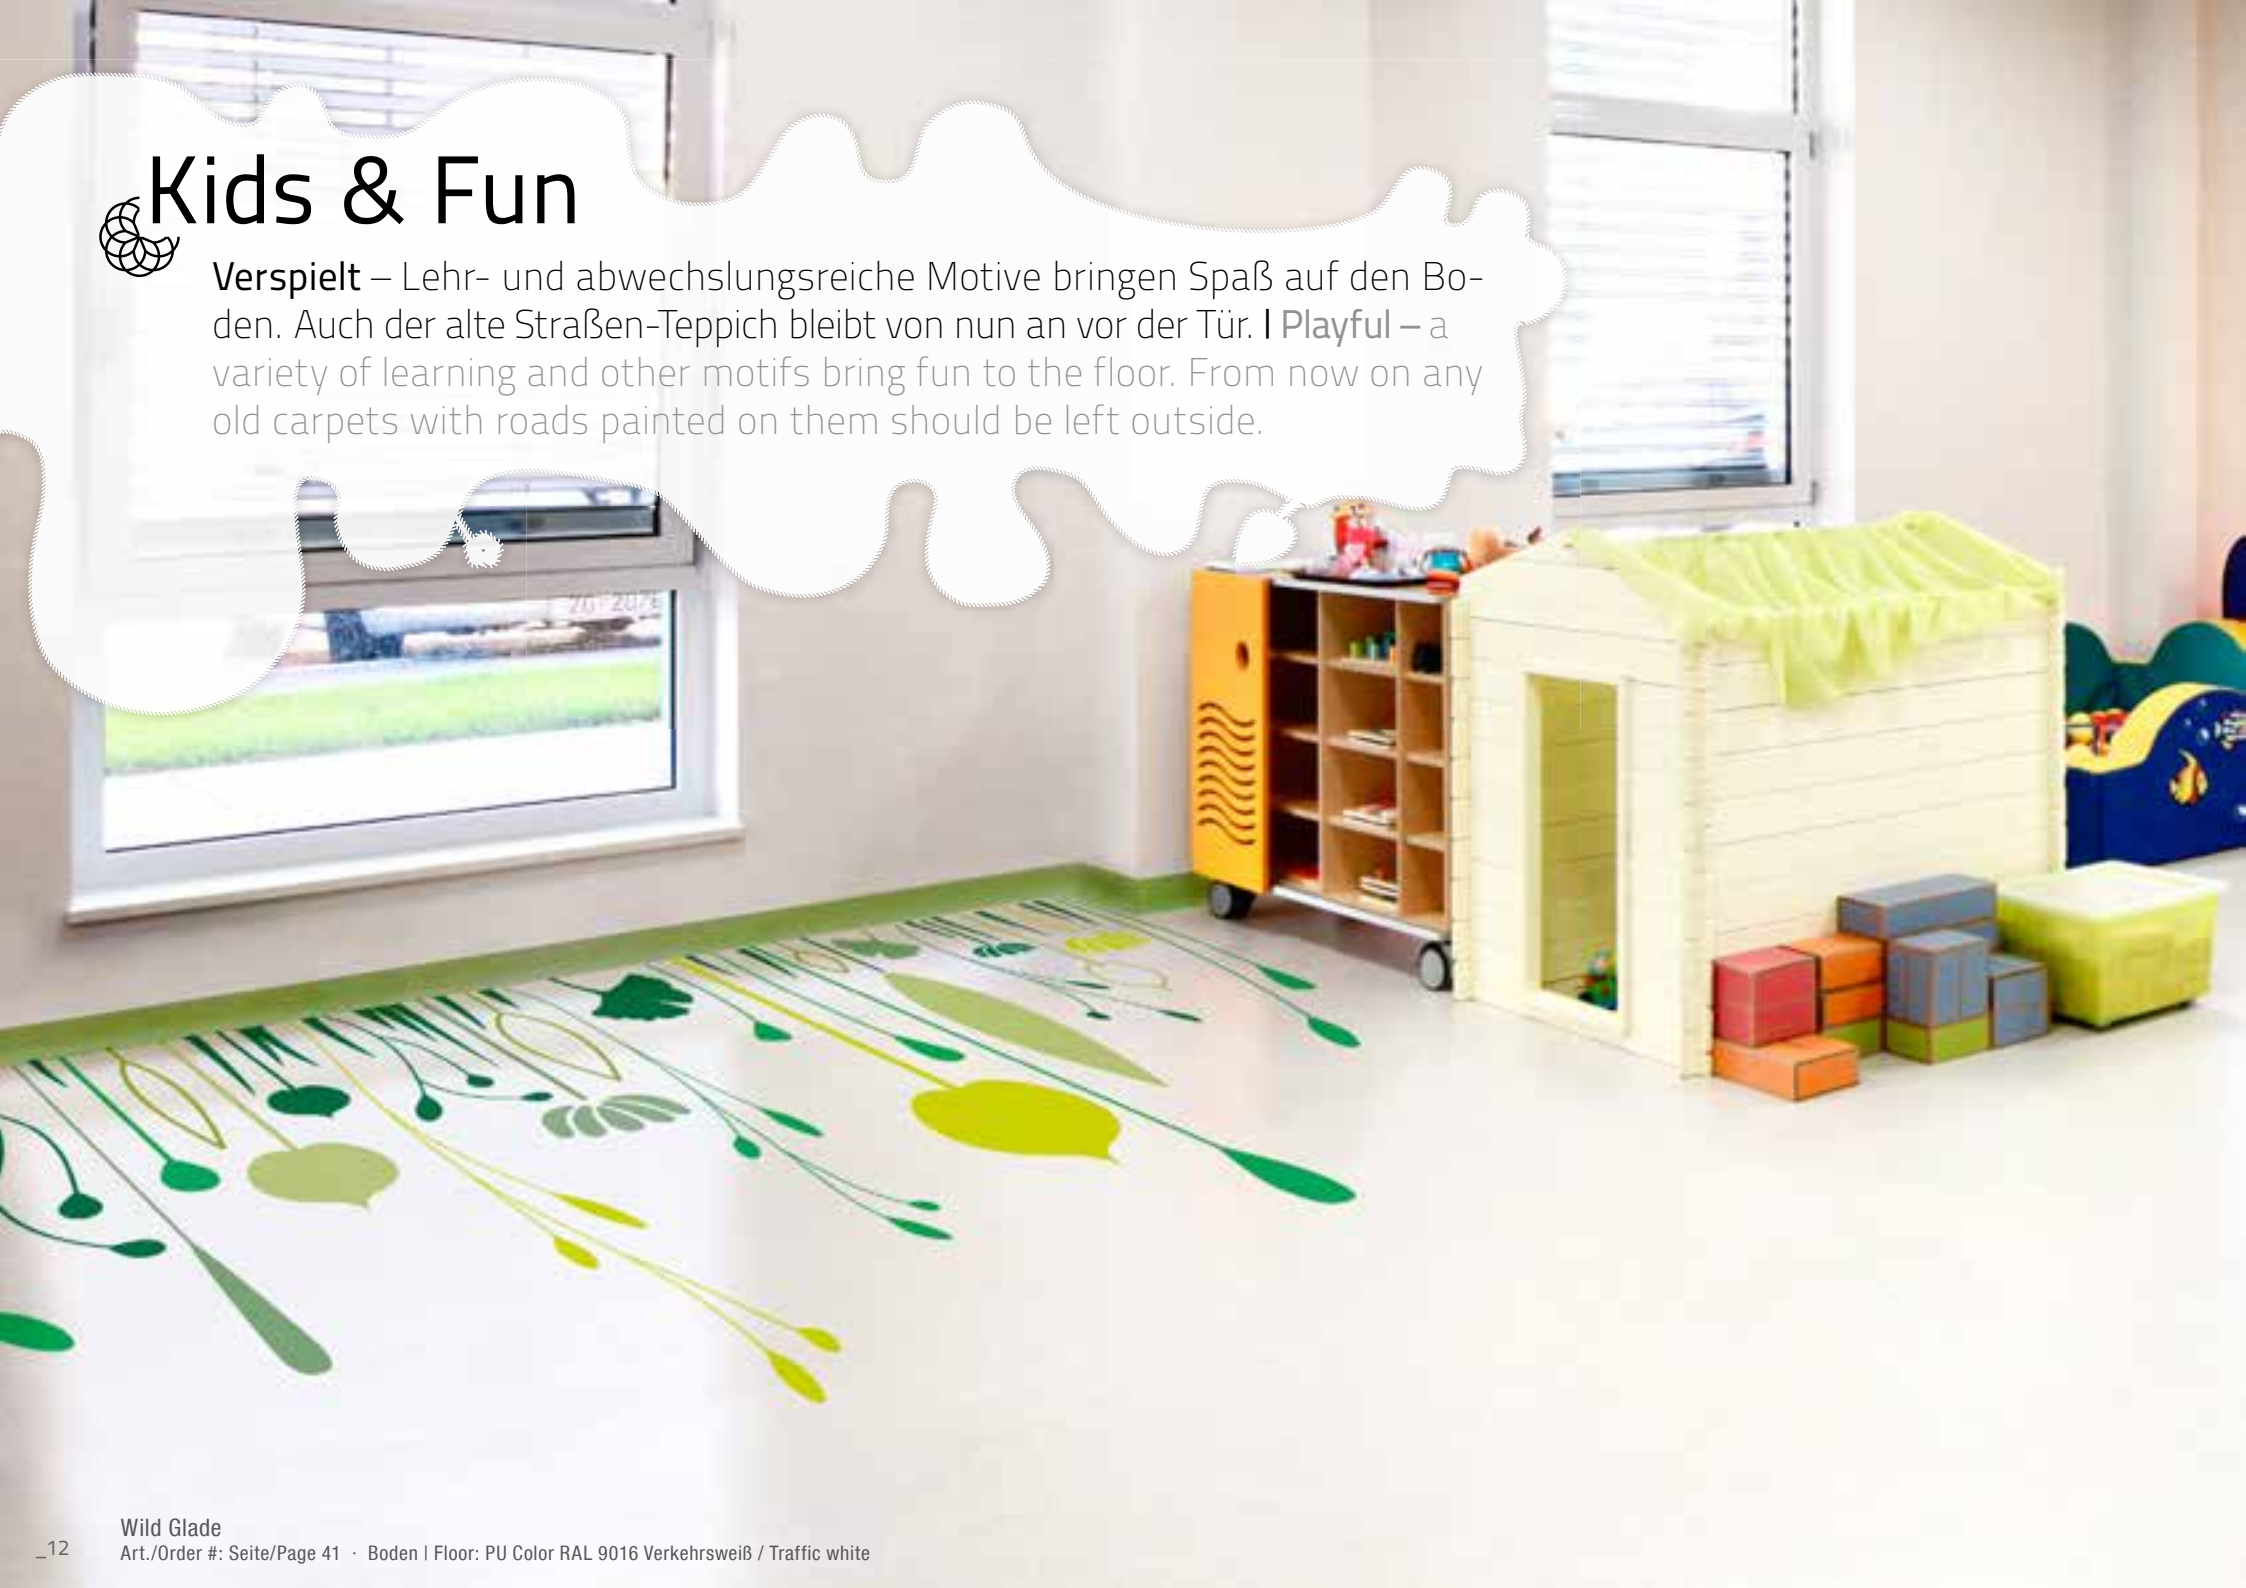 Kids & Fun
Verspielt – Lehr- und abwechslungsreiche Motive bringen Spaß auf den Bo-
den. Auch der alte Straßen-Teppich bleibt von nun an vor der Tür. | Playful – a
variety of learning and other motifs bring fun to the floor. From now on any
old carpets with roads painted on them should be left outside.
Wild Glade
_12
Art./Order #: Seite/Page 41 · Boden | Floor: PU Color RAL 9016 Verkehrsweiß / Traffic white